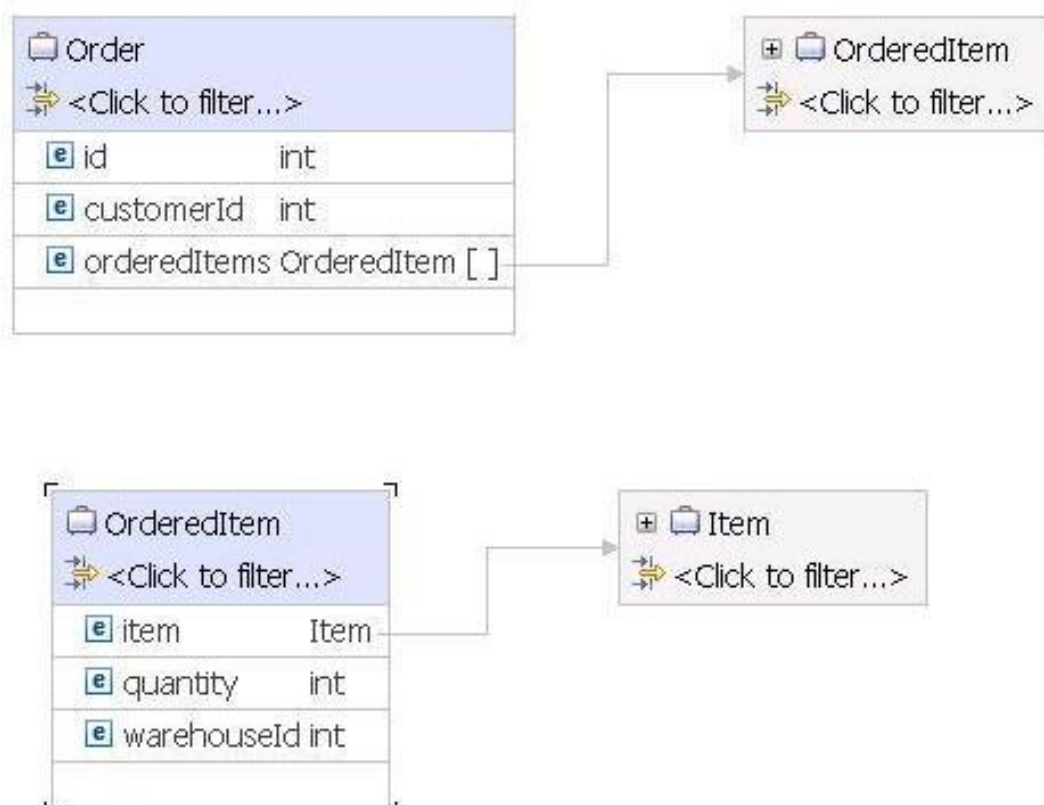 Order
<Click to filter...>
id int
customerId int
orderedItems OrderedItem [ ]
OrderedItem
<Click to filter...>
OrderedItem
<Click to filter...>
item Item
quantity int
warehouseId int
Item
<Click to filter...>